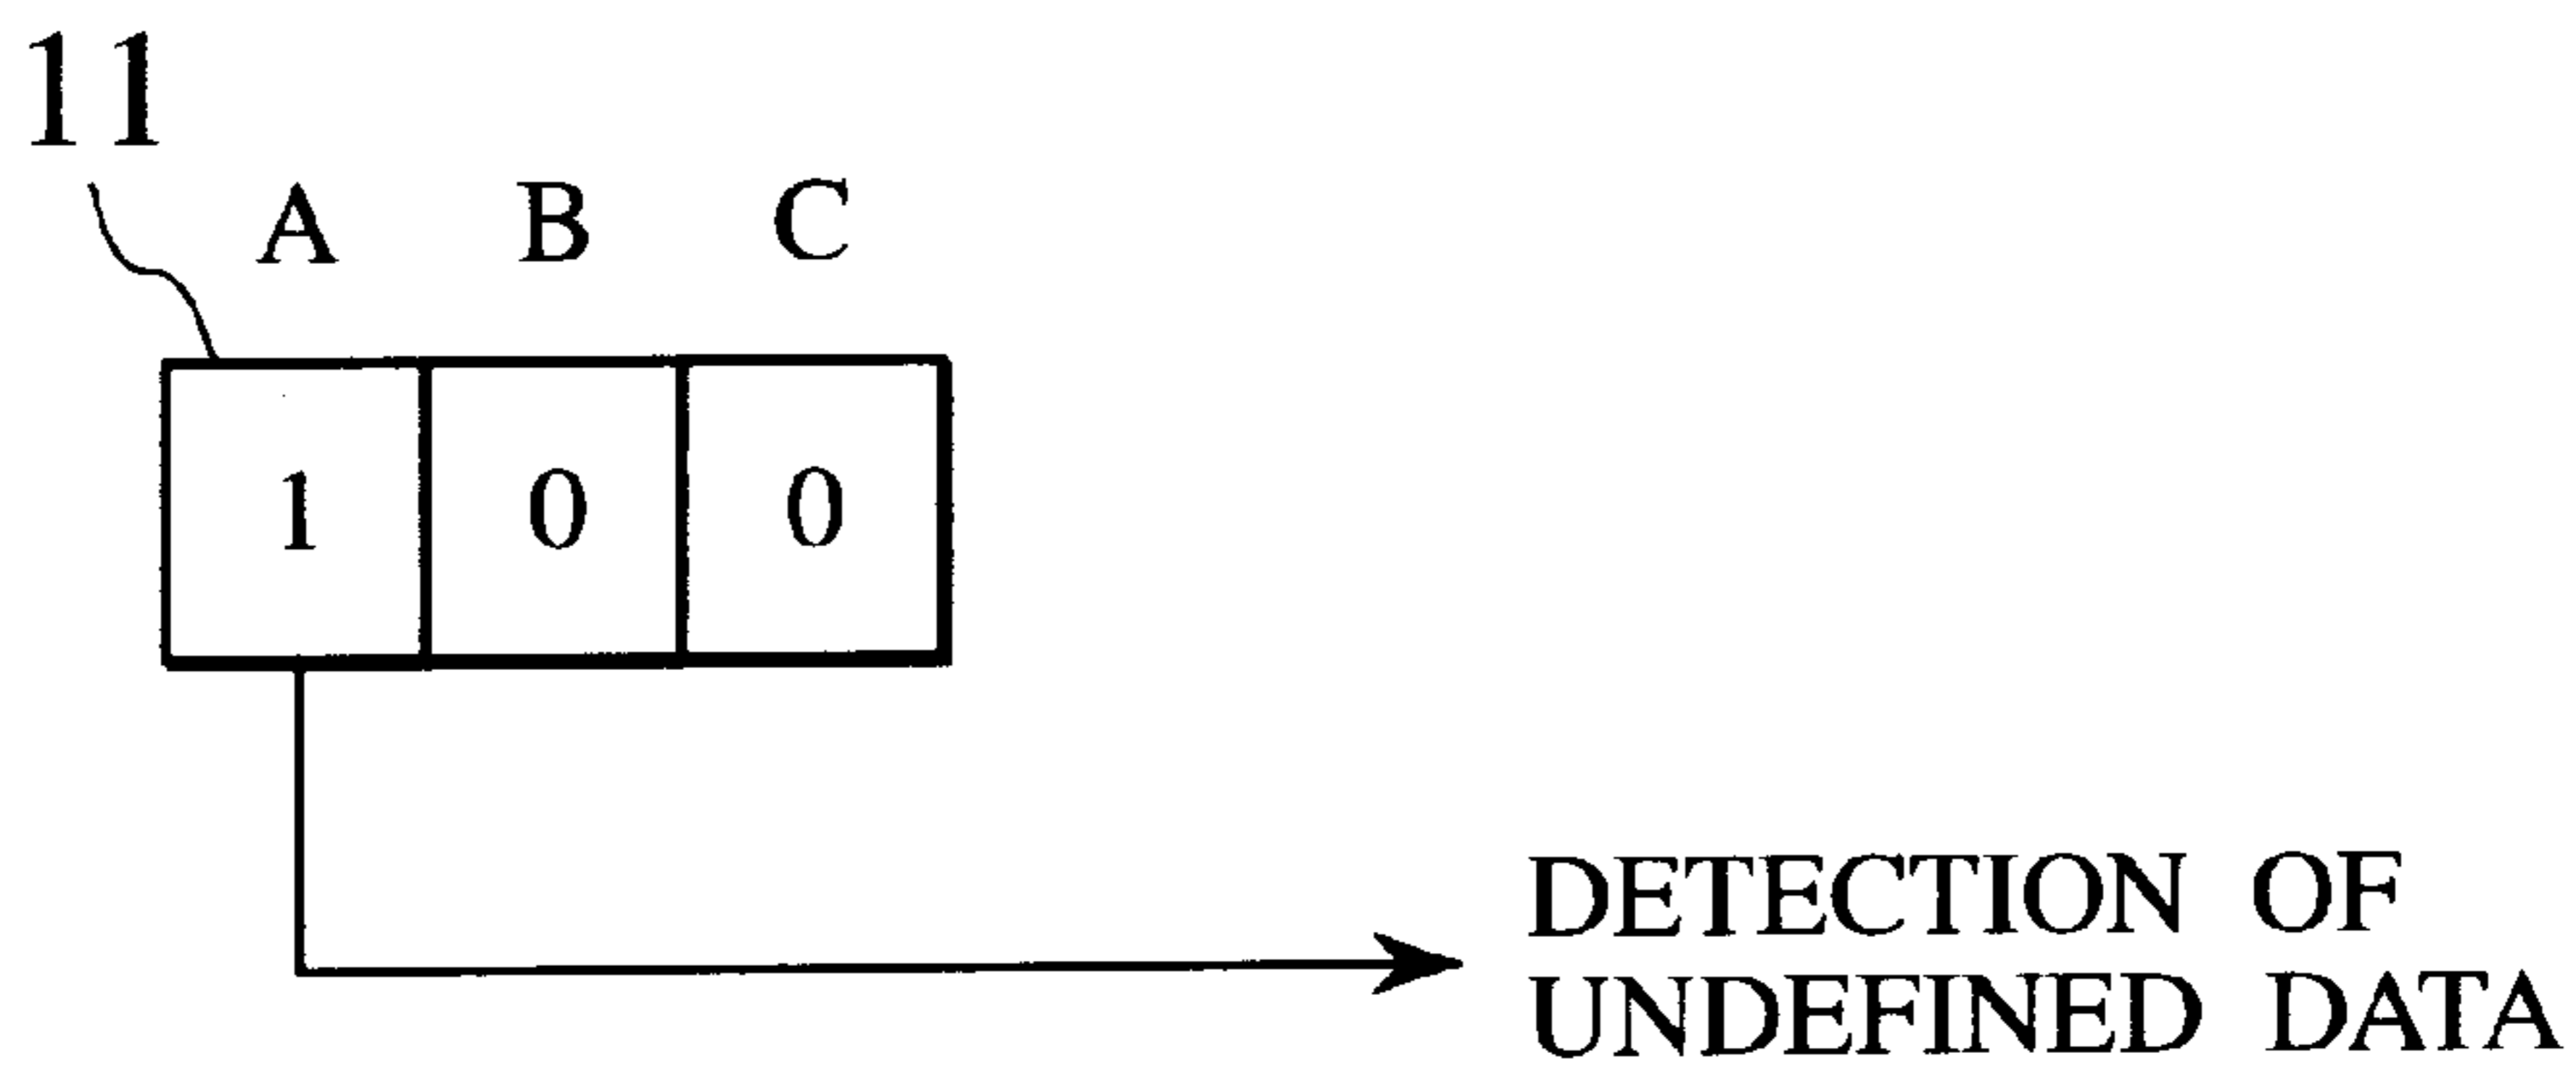 11
A B C
1 0 0
DETECTION OF
UNDEFINED DATA